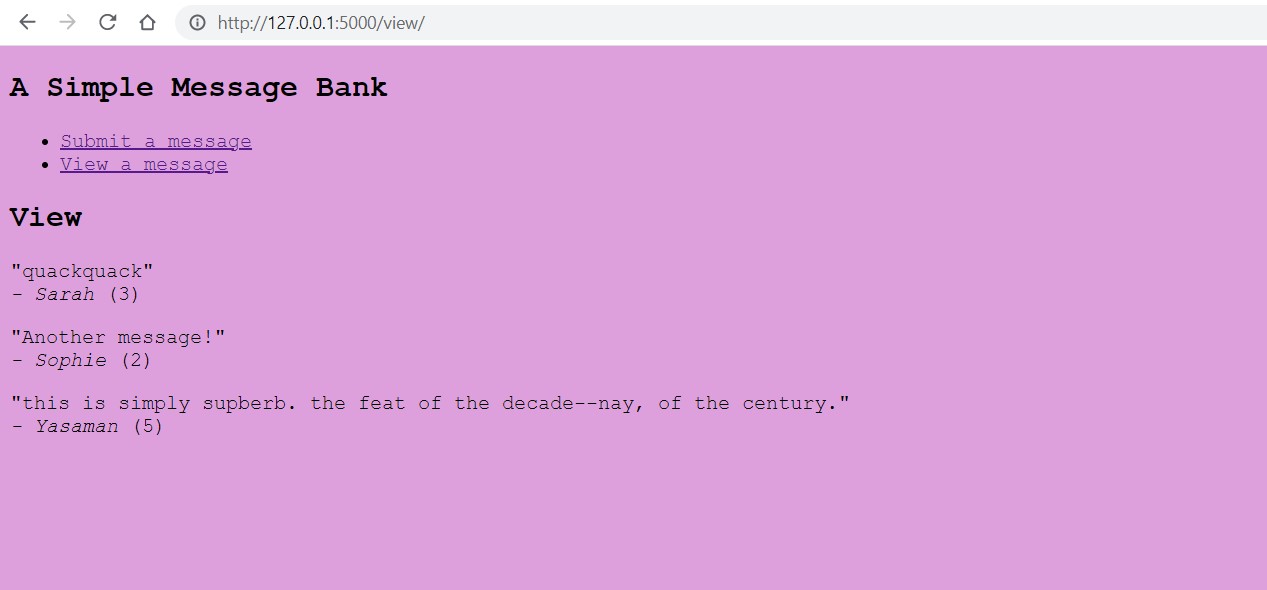 http://127.0.0.1:5000/view/
A Simple Message Bank
Submit a message
View a message
View
"quackquack"
- Sarah (3)
"Another message!"
- Sophie (2)
"this is simply supberb. the feat of the decade--nay, of the century."
- Yasaman (5)